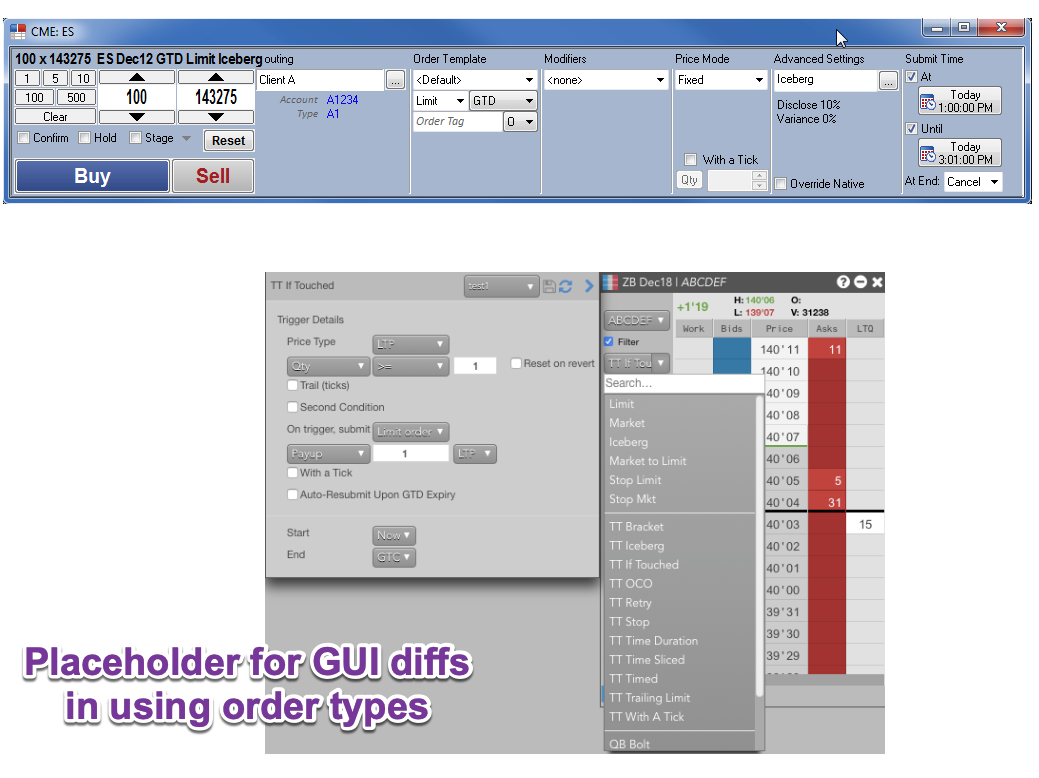 CME: ES
100 x 143275 ES Dec12 GTD Limit Iceberg outing
Order Template
Modifiers
Price Mode
Advanced Settings
Submit Time
1 5 10
100 500
Clear
100
143275
Confirm Hold Stage
Reset
Buy
Sell
Client A
...
Account A1234
Type A1
<Default>
Limit GTD
Order Tag 0
<none>
Fixed
With a Tick
Qty
Iceberg ...
Disclose 10%
Variance 0%
Override Native
At
Today
1:00:00 PM
Until
Today
3:01:00 PM
At End: Cancel
TT If Touched
test1
Trigger Details
Price Type LTP
Qty >= 1 Reset on revert
Trail (ticks)
Second Condition
On trigger, submit Limit order
Payup 1 LTP
With a Tick
Auto-Resubmit Upon GTD Expiry
Start Now
End GTC
ZB Dec18 | ABCDEF
+1'19
H: 140'06 O:
L: 139'07 V: 31238
ABCDEF
Filter
TT If Tou
Work Bids Price Asks LTQ
140'11 11
140'10
40'09
40'08
40'07
40'06
40'05 5
40'04 31
40'03 15
40'02
40'01
40'00
39'31
39'30
39'29
Search...
Limit
Market
Iceberg
Market to Limit
Stop Limit
Stop Mkt
TT Bracket
TT Iceberg
TT If Touched
TT OCO
TT Retry
TT Stop
TT Time Duration
TT Time Sliced
TT Timed
TT Trailing Limit
TT With A Tick
QB Bolt
Placeholder for GUI diffs
in using order types